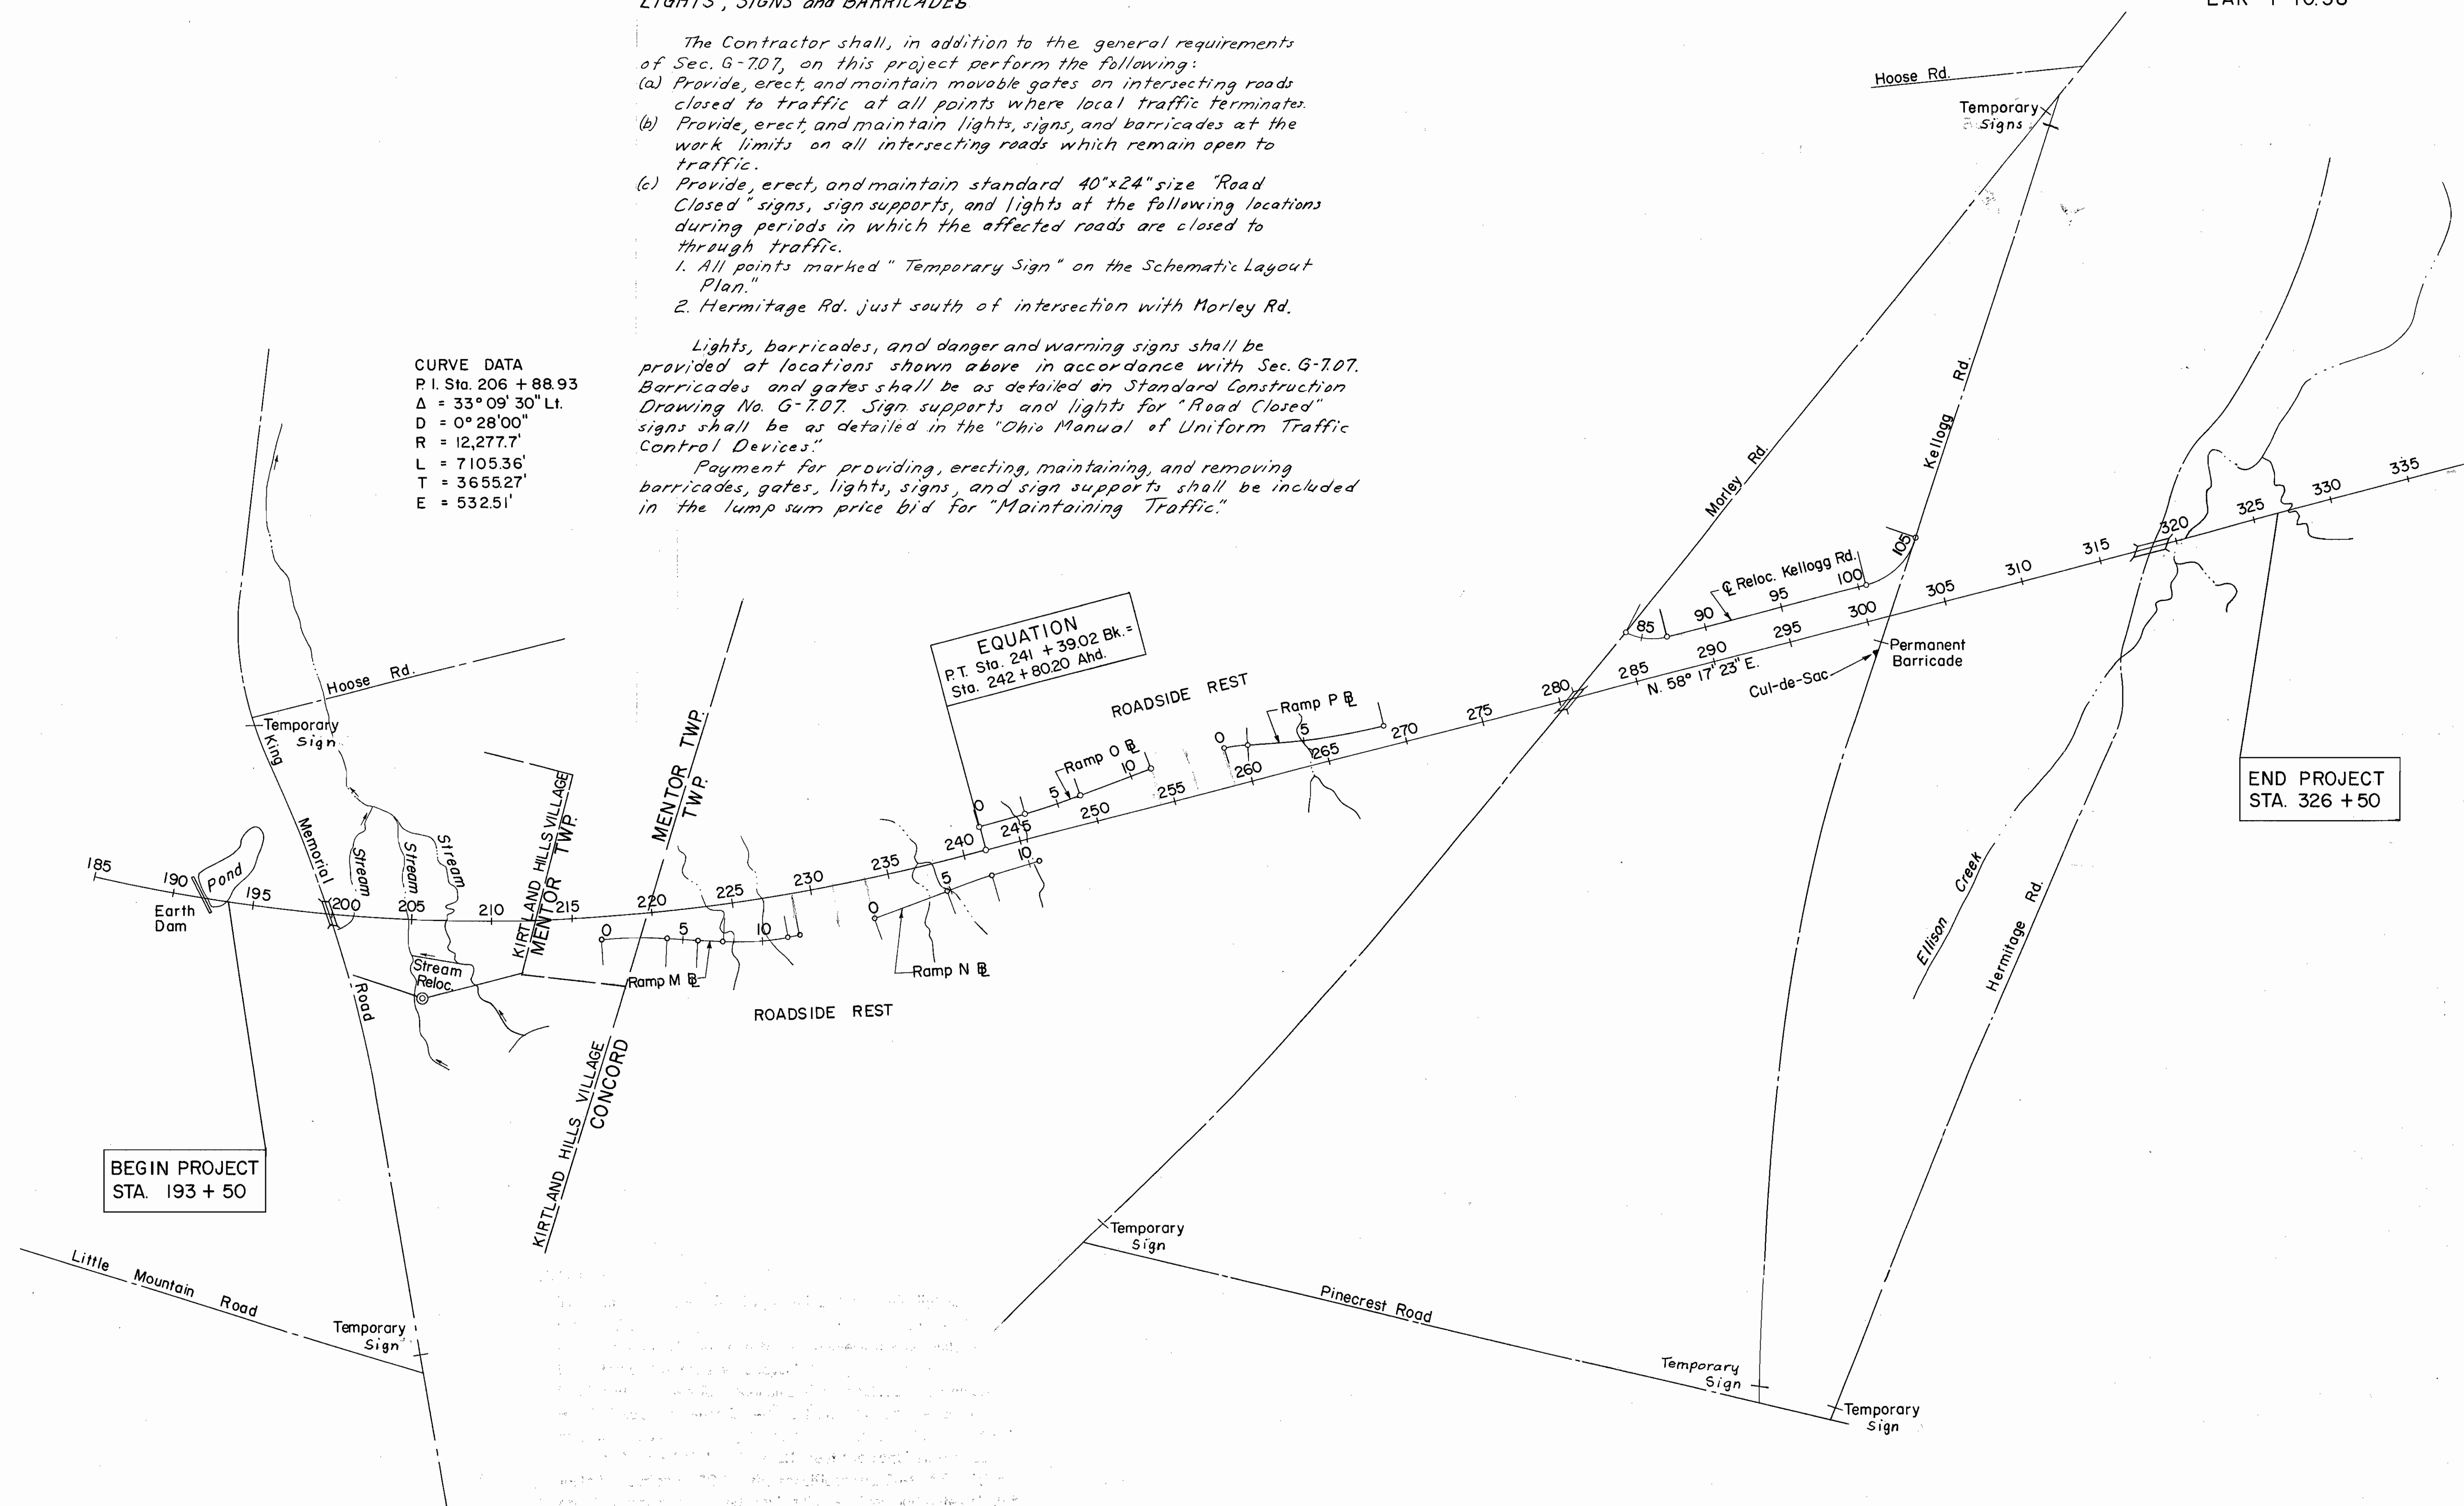 LIGHTS, SIGNS and BARRICADES
The Contractor shall, in addition to the general requirements
of Sec. G-7.07, on this project perform the following:
(a) Provide, erect, and maintain movable gates on intersecting roads
closed to traffic at all points where local traffic terminates.
(b) Provide, erect, and maintain lights, signs, and barricades at the
work limits on all intersecting roads which remain open to
traffic.
(c) Provide, erect, and maintain standard 40"x24" size "Road
Closed" signs, sign supports, and lights at the following locations
during periods in which the affected roads are closed to
through traffic.
1. All points marked "Temporary Sign" on the Schematic Layout
Plan."
2. Hermitage Rd. just south of intersection with Morley Rd.
Lights, barricades, and danger and warning signs shall be
provided at locations shown above in accordance with Sec. G-7.07.
Barricades and gates shall be as detailed on Standard Construction
Drawing No. G-7.07. Sign supports and lights for "Road Closed"
signs shall be as detailed in the "Ohio Manual of Uniform Traffic
Control Devices."
Payment for providing, erecting, maintaining, and removing
barricades, gates, lights, signs, and sign supports shall be included
in the lump sum price bid for "Maintaining Traffic."
CURVE DATA
P.I. Sta. 206 + 88.93
Δ = 33° 09' 30" Lt.
D = 0° 28' 00"
R = 12,277.7'
L = 7105.36'
T = 3655.27'
E = 532.51'
Hoose Rd.
Temporary
Signs
Morley Rd.
Kellogg Rd.
℄ Reloc. Kellogg Rd.
85
90
95
100
105
EQUATION
P.T. Sta. 241 + 39.02 Bk. =
Sta. 242 + 80.20 Ahd.
ROADSIDE REST
Ramp P BL
0
5
Ramp O BL
0
5
10
Hoose Rd.
Temporary
Sign
King
Memorial
Road
KIRTLAND HILLS VILLAGE
MENTOR TWP.
MENTOR TWP.
TWP.
185
190
195
200
205
210
215
220
225
230
235
240
245
250
255
260
265
270
275
280
285
290
295
300
305
310
315
320
325
330
335
N. 58° 17' 23" E.
Cul-de-Sac
Permanent
Barricade
Pond
Earth
Dam
Stream
Stream
Stream
Stream
Reloc.
0
5
10
Ramp M BL
0
5
10
Ramp N BL
ROADSIDE REST
KIRTLAND HILLS VILLAGE
CONCORD
END PROJECT
STA. 326 + 50
Ellison Creek
Hermitage Rd.
BEGIN PROJECT
STA. 193 + 50
Little Mountain Road
Temporary
Sign
Temporary
Sign
Pinecrest Road
Temporary
Sign
Temporary
Sign